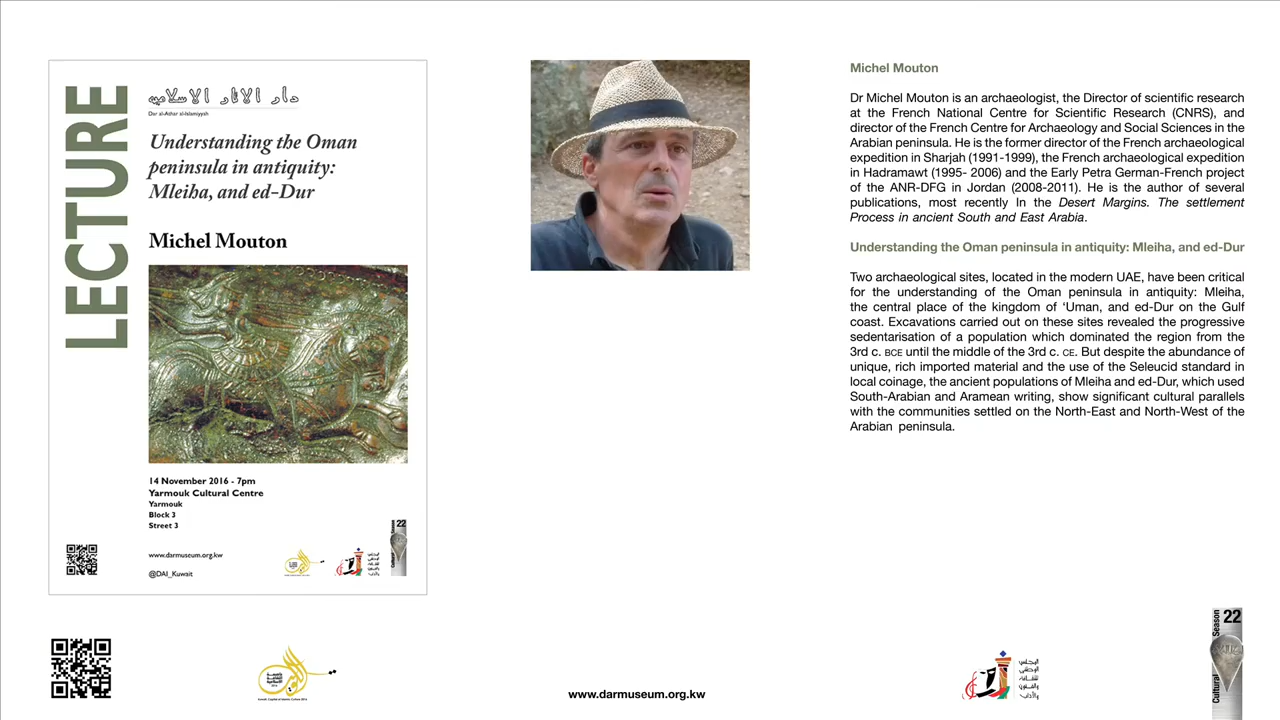 LECTURE
دار الآثار الإسلامية
Dar al-Athar al-Islamiyyah
Understanding the Oman
peninsula in antiquity:
Mleiha, and ed-Dur
Michel Mouton
14 November 2016 - 7pm
Yarmouk Cultural Centre
Yarmouk
Block 3
Street 3
www.darmuseum.org.kw
@DAI_Kuwait
Cultural Season 22
Michel Mouton
Dr Michel Mouton is an archaeologist, the Director of scientific research
at the French National Centre for Scientific Research (CNRS), and
director of the French Centre for Archaeology and Social Sciences in the
Arabian peninsula. He is the former director of the French archaeological
expedition in Sharjah (1991-1999), the French archaeological expedition
in Hadramawt (1995- 2006) and the Early Petra German-French project
of the ANR-DFG in Jordan (2008-2011). He is the author of several
publications, most recently In the Desert Margins. The settlement
Process in ancient South and East Arabia.
Understanding the Oman peninsula in antiquity: Mleiha, and ed-Dur
Two archaeological sites, located in the modern UAE, have been critical
for the understanding of the Oman peninsula in antiquity: Mleiha,
the central place of the kingdom of ‘Uman, and ed-Dur on the Gulf
coast. Excavations carried out on these sites revealed the progressive
sedentarisation of a population which dominated the region from the
3rd c. BCE until the middle of the 3rd c. CE. But despite the abundance of
unique, rich imported material and the use of the Seleucid standard in
local coinage, the ancient populations of Mleiha and ed-Dur, which used
South-Arabian and Aramean writing, show significant cultural parallels
with the communities settled on the North-East and North-West of the
Arabian peninsula.
www.darmuseum.org.kw
المجلس
الوطني
للثقافة
والفنون
والآداب
Cultural Season 22